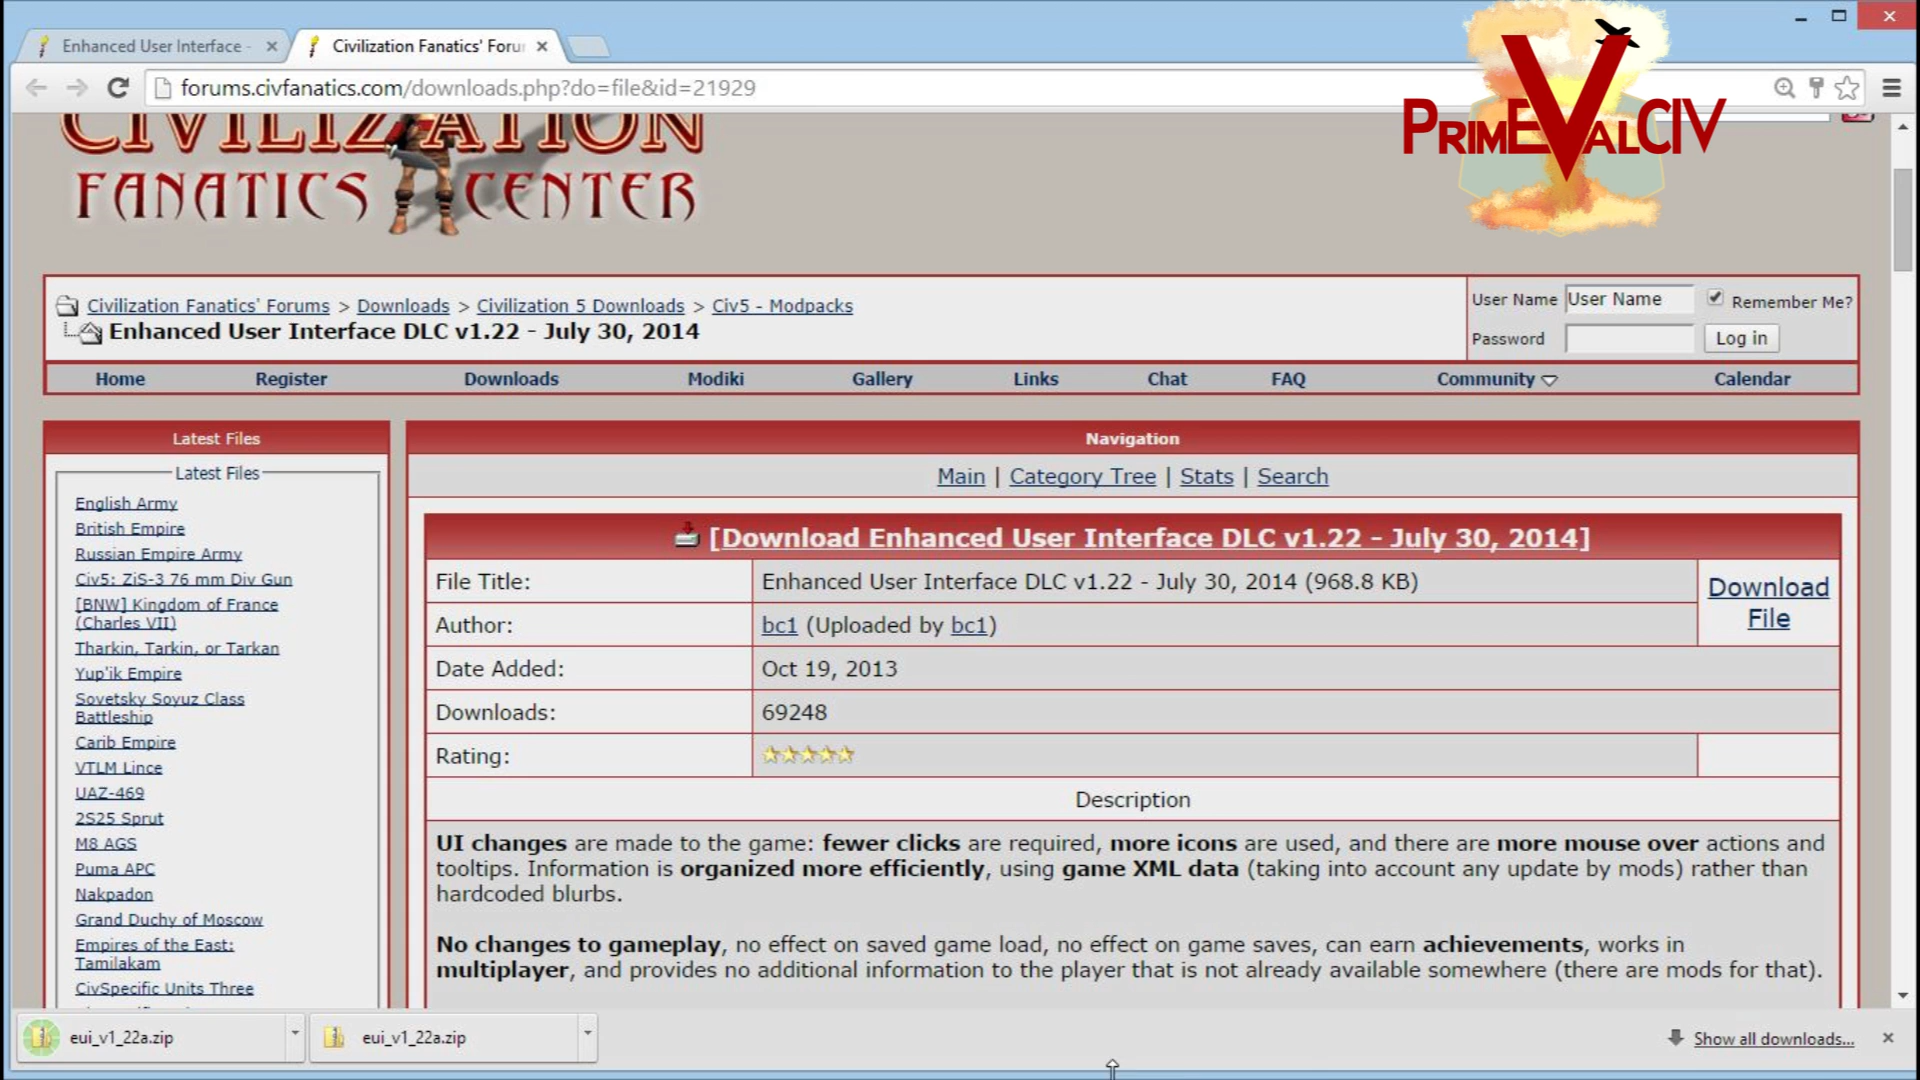 Enhanced User Interface -
Civilization Fanatics' Foru
forums.civfanatics.com/downloads.php?do=file&id=21929
PRIMEVALCIV
CIVILIZATION
FANATICS CENTER
Civilization Fanatics' Forums > Downloads > Civilization 5 Downloads > Civ5 - Modpacks
Enhanced User Interface DLC v1.22 - July 30, 2014
User Name User Name Remember Me?
Password Log in
Home Register Downloads Modiki Gallery Links Chat FAQ Community Calendar
Latest Files
Latest Files
English Army
British Empire
Russian Empire Army
Civ5: ZiS-3 76 mm Div Gun
[BNW] Kingdom of France
(Charles VII)
Tharkin, Tarkin, or Tarkan
Yup'ik Empire
Sovetsky Soyuz Class
Battleship
Carib Empire
VTLM Lince
UAZ-469
2S25 Sprut
M8 AGS
Puma APC
Nakpadon
Grand Duchy of Moscow
Empires of the East:
Tamilakam
CivSpecific Units Three
Navigation
Main | Category Tree | Stats | Search
[Download Enhanced User Interface DLC v1.22 - July 30, 2014]
File Title: Enhanced User Interface DLC v1.22 - July 30, 2014 (968.8 KB)
Download
File
Author: bc1 (Uploaded by bc1)
Date Added: Oct 19, 2013
Downloads: 69248
Rating:
Description
UI changes are made to the game: fewer clicks are required, more icons are used, and there are more mouse over actions and
tooltips. Information is organized more efficiently, using game XML data (taking into account any update by mods) rather than
hardcoded blurbs.
No changes to gameplay, no effect on saved game load, no effect on game saves, can earn achievements, works in
multiplayer, and provides no additional information to the player that is not already available somewhere (there are mods for that).
eui_v1_22a.zip
eui_v1_22a.zip
Show all downloads...